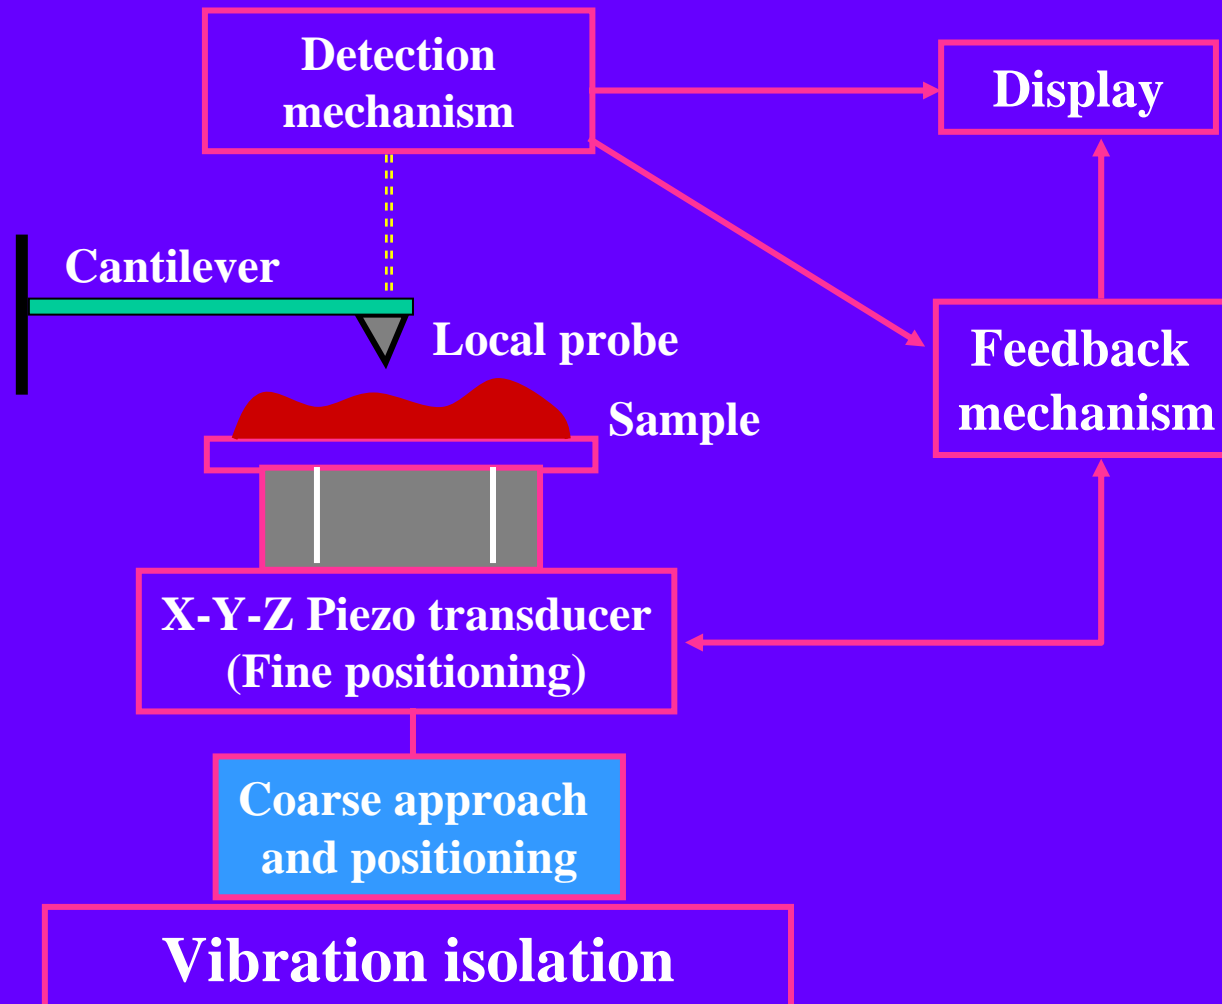 Detection
mechanism
Display
Cantilever
Local probe
Feedback
mechanism
Sample
X-Y-Z Piezo transducer
(Fine positioning)
Coarse approach
and positioning
Vibration isolation